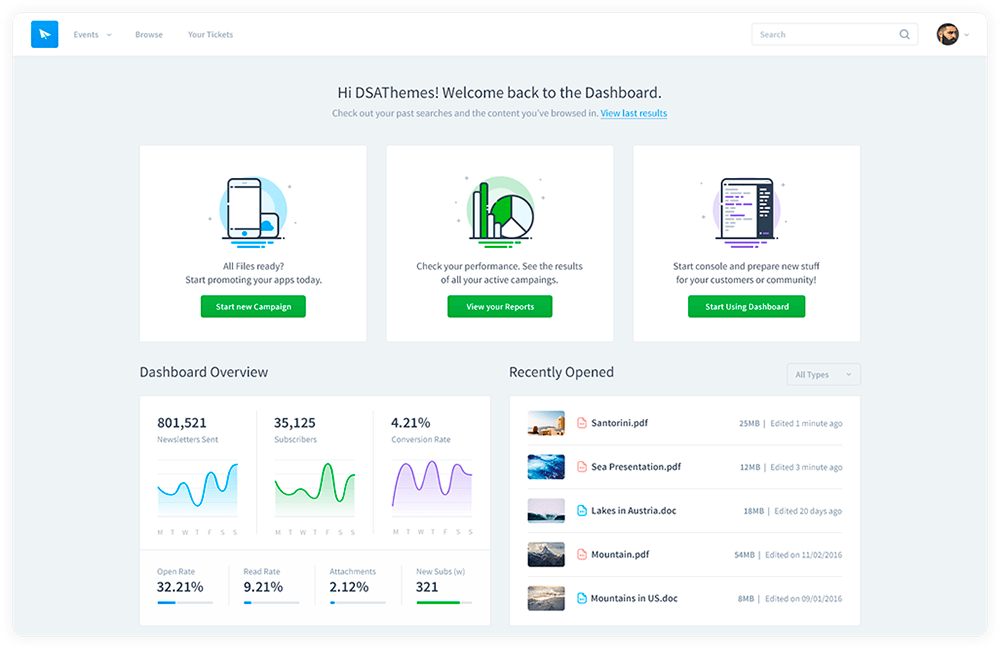 Events
Browse
Your Tickets
Search
Hi DSAThemes! Welcome back to the Dashboard.
Check out your past searches and the content you've browsed in. View last results
All Files ready?
Start promoting your apps today.
Start new Campaign
Check your performance. See the results
of all your active campaings.
View your Reports
Start console and prepare new stuff
for your customers or community!
Start Using Dashboard
Dashboard Overview
801,521
Newsletters Sent
35,125
Subscribers
4.21%
Conversion Rate
M T W T F S S
M T W T F S S
M T W T F S S
Open Rate
32.21%
Read Rate
9.21%
Attachments
2.12%
New Subs (w)
321
Recently Opened
All Types
Santorini.pdf
25MB | Edited 1 minute ago
Sea Presentation.pdf
12MB | Edited 3 minute ago
Lakes in Austria.doc
18MB | Edited 20 days ago
Mountain.pdf
54MB | Edited on 11/02/2016
Mountains in US.doc
8MB | Edited on 09/01/2016